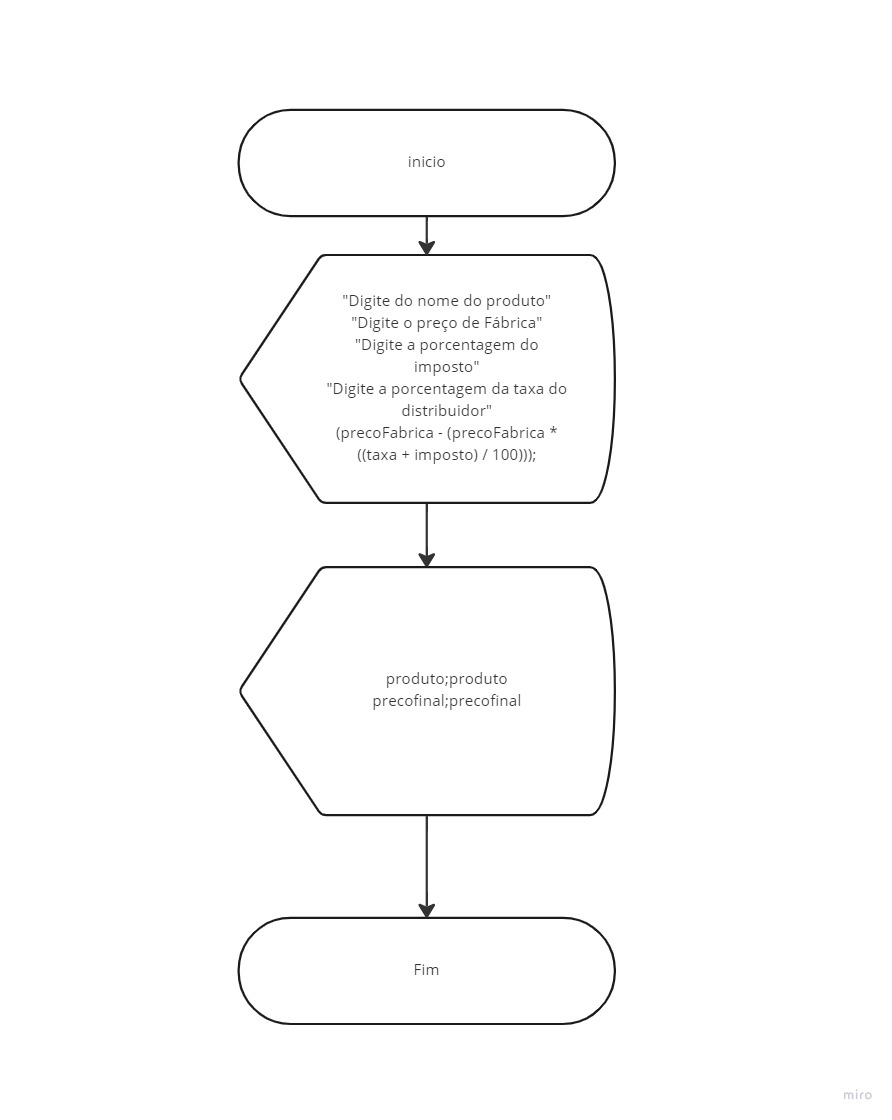 inicio
"Digite do nome do produto"
"Digite o preço de Fábrica"
"Digite a porcentagem do
imposto"
"Digite a porcentagem da taxa do
distribuidor"
(precoFabrica - (precoFabrica *
((taxa + imposto) / 100)));
produto;produto
precofinal;precofinal
Fim
miro